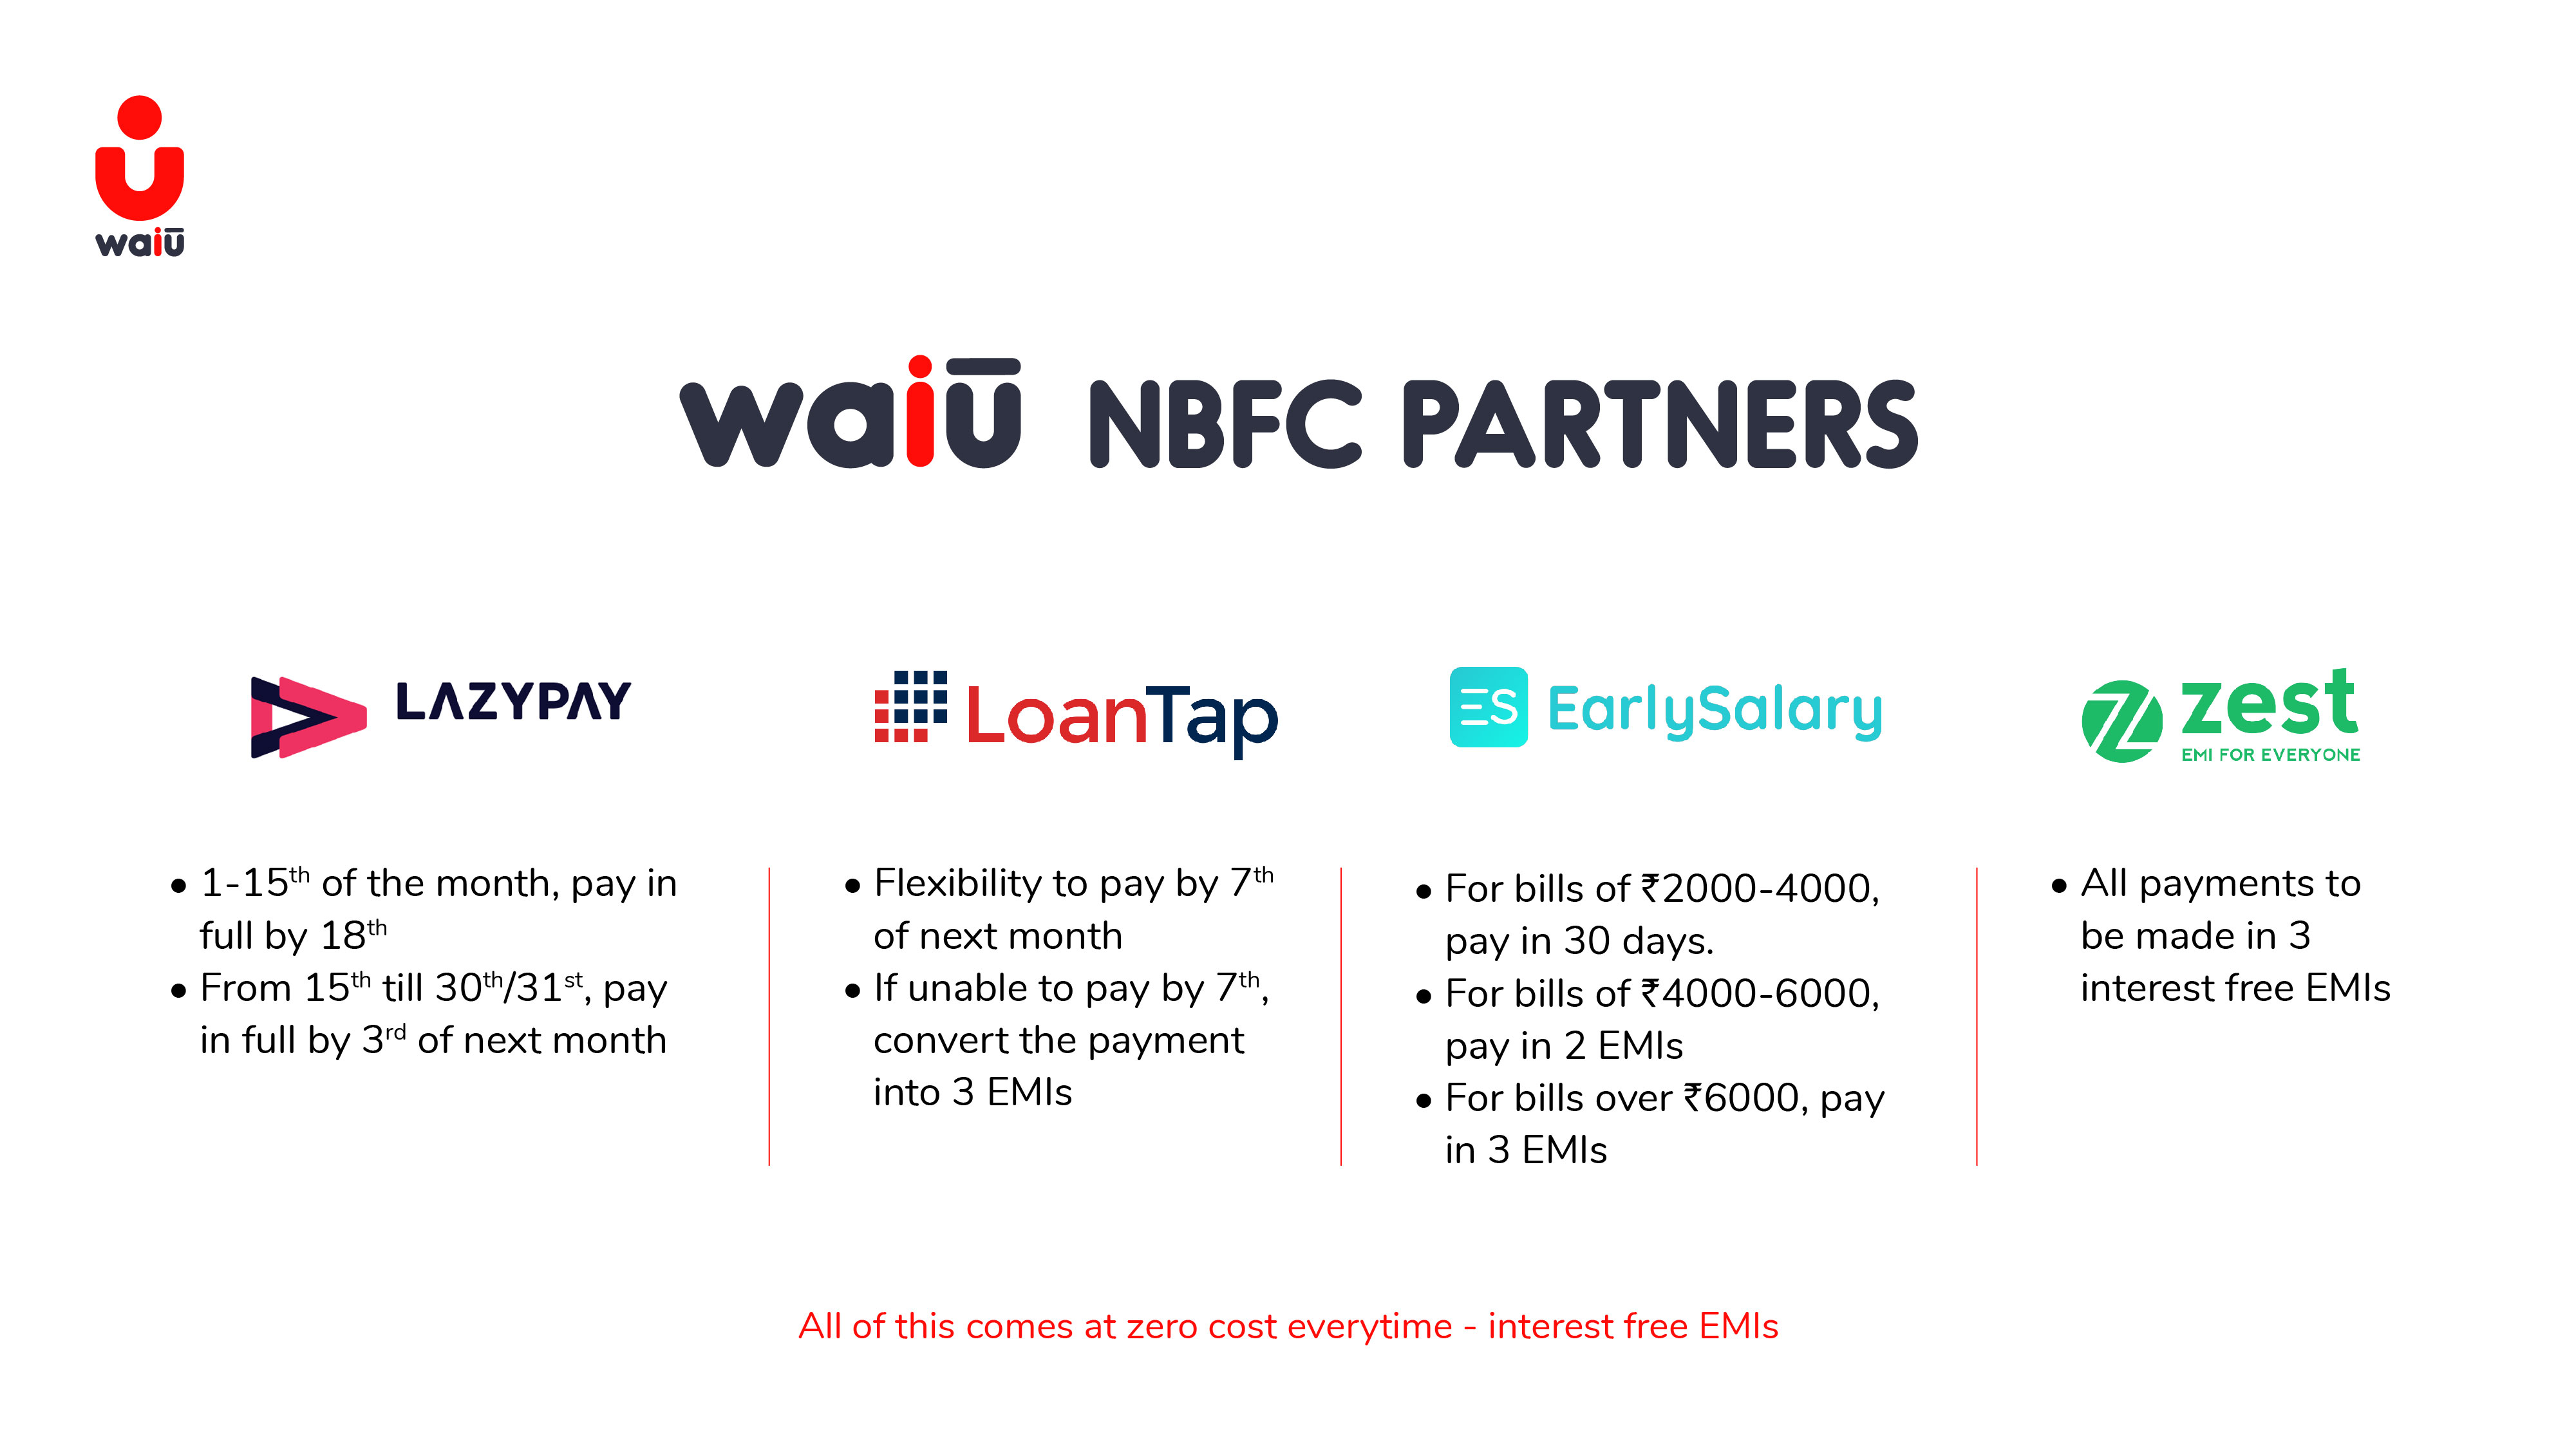 waiū
waiū NBFC PARTNERS
LAZYPAY
• 1-15th of the month, pay in
full by 18th
• From 15th till 30th/31st, pay
in full by 3rd of next month
LoanTap
• Flexibility to pay by 7th
of next month
• If unable to pay by 7th,
convert the payment
into 3 EMIs
ES EarlySalary
• For bills of ₹2000-4000,
pay in 30 days.
• For bills of ₹4000-6000,
pay in 2 EMIs
• For bills over ₹6000, pay
in 3 EMIs
zest
EMI FOR EVERYONE
• All payments to
be made in 3
interest free EMIs
All of this comes at zero cost everytime - interest free EMIs